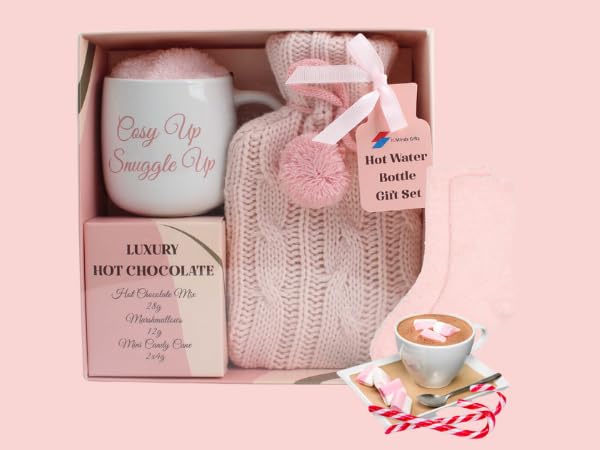 Cosy Up
Snuggle Up
Hot Water
Bottle
Gift Set
LUXURY
HOT CHOCOLATE
Hot Chocolate Mix
28g
Marshmallows
12g
Mini Candy Cane
2x4g